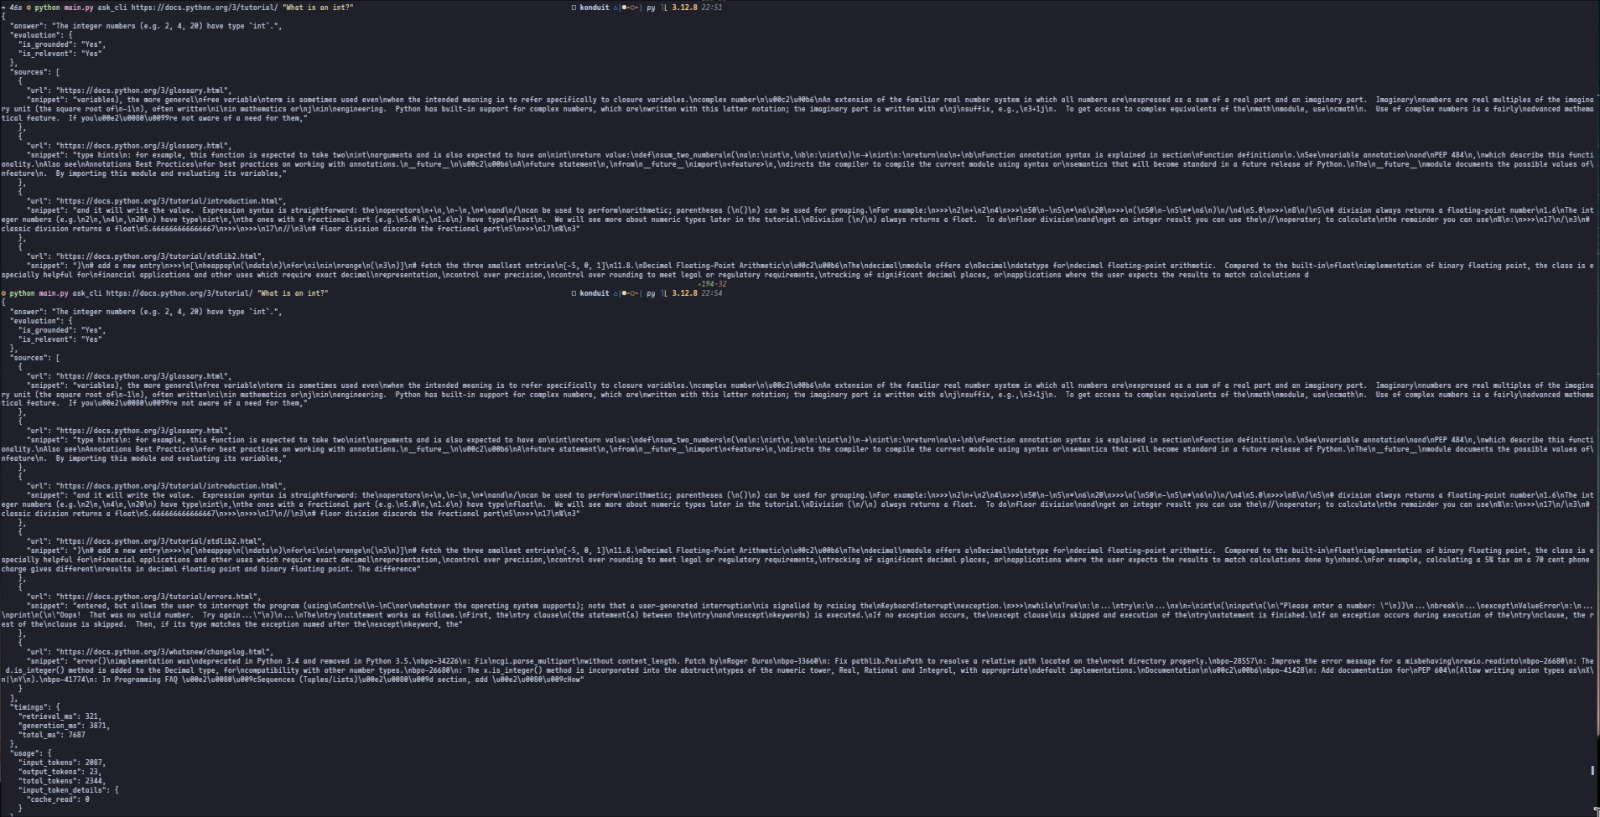 46s python main.py ask_cli https://docs.python.org/3/tutorial/ "What is an int?" konduit py 3.12.8 22:51
{
"answer": "The integer numbers (e.g. 2, 4, 20) have type `int`.",
"evaluation": {
"is_grounded": "Yes",
"is_relevant": "Yes"
},
"sources": [
{
"url": "https://docs.python.org/3/glossary.html",
"snippet": "variables), the more general\nfree variable\nterm is sometimes used even\nwhen the intended meaning is to refer specifically to closure variables.\ncomplex number\n\u00c2\u00b6\nAn extension of the familiar real number system in which all numbers are\nexpressed as a sum of a real part and an imaginary part.  Imaginary\nnumbers are real multiples of the imagina
ry unit (the square root of\n-1\n), often written\ni\nin mathematics or\nj\nin\nengineering.  Python has built-in support for complex numbers, which are\nwritten with this latter notation; the imaginary part is written with a\nj\nsuffix, e.g.,\n3+1j\n.  To get access to complex equivalents of the\nmath\nmodule, use\ncmath\n.  Use of complex numbers is a fairly\nadvanced mathema
tical feature.  If you\u00e2\u0080\u0099re not aware of a need for them,"
},
{
"url": "https://docs.python.org/3/glossary.html",
"snippet": "type hints\n: for example, this function is expected to take two\nint\narguments and is also expected to have an\nint\nreturn value:\ndef\nsum_two_numbers\n(\na\n:\nint\n,\nb\n:\nint\n)\n->\nint\n:\nreturn\na\n+\nb\nFunction annotation syntax is explained in section\nFunction definitions\n.\nSee\nvariable annotation\nand\nPEP 484\n,\nwhich describe this functi
onality.\nAlso see\nAnnotations Best Practices\nfor best practices on working with annotations.\n__future__\n\u00c2\u00b6\nA\nfuture statement\n,\nfrom\n__future__\nimport\n<feature>\n,\ndirects the compiler to compile the current module using syntax or\nsemantics that will become standard in a future release of Python.\nThe\n__future__\nmodule documents the possible values of\
nfeature\n.  By importing this module and evaluating its variables,"
},
{
"url": "https://docs.python.org/3/tutorial/introduction.html",
"snippet": "and it will write the value.  Expression syntax is straightforward: the\noperators\n+\n,\n-\n,\n*\nand\n/\ncan be used to perform\narithmetic; parentheses (\n()\n) can be used for grouping.\nFor example:\n>>>\n2\n+\n2\n4\n>>>\n50\n-\n5\n*\n6\n20\n>>>\n(\n50\n-\n5\n*\n6\n)\n/\n4\n5.0\n>>>\n8\n/\n5\n# division always returns a floating-point number\n1.6\nThe int
eger numbers (e.g.\n2\n,\n4\n,\n20\n) have type\nint\n,\nthe ones with a fractional part (e.g.\n5.0\n,\n1.6\n) have type\nfloat\n.  We will see more about numeric types later in the tutorial.\nDivision (\n/\n) always returns a float.  To do\nfloor division\nand\nget an integer result you can use the\n//\noperator; to calculate\nthe remainder you can use\n%\n:\n>>>\n17\n/\n3\n#
classic division returns a float\n5.666666666666667\n>>>\n>>>\n17\n//\n3\n# floor division discards the fractional part\n5\n>>>\n17\n%\n3"
},
{
"url": "https://docs.python.org/3/tutorial/stdlib2.html",
"snippet": ")\n# add a new entry\n>>>\n[\nheappop\n(\ndata\n)\nfor\ni\nin\nrange\n(\n3\n)]\n# fetch the three smallest entries\n[-5, 0, 1]\n11.8.\nDecimal Floating-Point Arithmetic\n\u00c2\u00b6\nThe\ndecimal\nmodule offers a\nDecimal\ndatatype for\ndecimal floating-point arithmetic.  Compared to the built-in\nfloat\nimplementation of binary floating point, the class is e
specially helpful for\nfinancial applications and other uses which require exact decimal\nrepresentation,\ncontrol over precision,\ncontrol over rounding to meet legal or regulatory requirements,\ntracking of significant decimal places, or\napplications where the user expects the results to match calculations d
+194-32
python main.py ask_cli https://docs.python.org/3/tutorial/ "What is an int?" konduit py 3.12.8 22:54
{
"answer": "The integer numbers (e.g. 2, 4, 20) have type `int`.",
"evaluation": {
"is_grounded": "Yes",
"is_relevant": "Yes"
},
"sources": [
{
"url": "https://docs.python.org/3/glossary.html",
"snippet": "variables), the more general\nfree variable\nterm is sometimes used even\nwhen the intended meaning is to refer specifically to closure variables.\ncomplex number\n\u00c2\u00b6\nAn extension of the familiar real number system in which all numbers are\nexpressed as a sum of a real part and an imaginary part.  Imaginary\nnumbers are real multiples of the imagina
ry unit (the square root of\n-1\n), often written\ni\nin mathematics or\nj\nin\nengineering.  Python has built-in support for complex numbers, which are\nwritten with this latter notation; the imaginary part is written with a\nj\nsuffix, e.g.,\n3+1j\n.  To get access to complex equivalents of the\nmath\nmodule, use\ncmath\n.  Use of complex numbers is a fairly\nadvanced mathema
tical feature.  If you\u00e2\u0080\u0099re not aware of a need for them,"
},
{
"url": "https://docs.python.org/3/glossary.html",
"snippet": "type hints\n: for example, this function is expected to take two\nint\narguments and is also expected to have an\nint\nreturn value:\ndef\nsum_two_numbers\n(\na\n:\nint\n,\nb\n:\nint\n)\n->\nint\n:\nreturn\na\n+\nb\nFunction annotation syntax is explained in section\nFunction definitions\n.\nSee\nvariable annotation\nand\nPEP 484\n,\nwhich describe this functi
onality.\nAlso see\nAnnotations Best Practices\nfor best practices on working with annotations.\n__future__\n\u00c2\u00b6\nA\nfuture statement\n,\nfrom\n__future__\nimport\n<feature>\n,\ndirects the compiler to compile the current module using syntax or\nsemantics that will become standard in a future release of Python.\nThe\n__future__\nmodule documents the possible values of\
nfeature\n.  By importing this module and evaluating its variables,"
},
{
"url": "https://docs.python.org/3/tutorial/introduction.html",
"snippet": "and it will write the value.  Expression syntax is straightforward: the\noperators\n+\n,\n-\n,\n*\nand\n/\ncan be used to perform\narithmetic; parentheses (\n()\n) can be used for grouping.\nFor example:\n>>>\n2\n+\n2\n4\n>>>\n50\n-\n5\n*\n6\n20\n>>>\n(\n50\n-\n5\n*\n6\n)\n/\n4\n5.0\n>>>\n8\n/\n5\n# division always returns a floating-point number\n1.6\nThe int
eger numbers (e.g.\n2\n,\n4\n,\n20\n) have type\nint\n,\nthe ones with a fractional part (e.g.\n5.0\n,\n1.6\n) have type\nfloat\n.  We will see more about numeric types later in the tutorial.\nDivision (\n/\n) always returns a float.  To do\nfloor division\nand\nget an integer result you can use the\n//\noperator; to calculate\nthe remainder you can use\n%\n:\n>>>\n17\n/\n3\n#
classic division returns a float\n5.666666666666667\n>>>\n>>>\n17\n//\n3\n# floor division discards the fractional part\n5\n>>>\n17\n%\n3"
},
{
"url": "https://docs.python.org/3/tutorial/stdlib2.html",
"snippet": ")\n# add a new entry\n>>>\n[\nheappop\n(\ndata\n)\nfor\ni\nin\nrange\n(\n3\n)]\n# fetch the three smallest entries\n[-5, 0, 1]\n11.8.\nDecimal Floating-Point Arithmetic\n\u00c2\u00b6\nThe\ndecimal\nmodule offers a\nDecimal\ndatatype for\ndecimal floating-point arithmetic.  Compared to the built-in\nfloat\nimplementation of binary floating point, the class is e
specially helpful for\nfinancial applications and other uses which require exact decimal\nrepresentation,\ncontrol over precision,\ncontrol over rounding to meet legal or regulatory requirements,\ntracking of significant decimal places, or\napplications where the user expects the results to match calculations done by\nhand.\nFor example, calculating a 5% tax on a 70 cent phone
charge gives different\nresults in decimal floating point and binary floating point. The difference"
},
{
"url": "https://docs.python.org/3/tutorial/errors.html",
"snippet": "entered, but allows the user to interrupt the program (using\nControl\n-\nC\nor\nwhatever the operating system supports); note that a user-generated interruption\nis signalled by raising the\nKeyboardInterrupt\nexception.\n>>>\nwhile\nTrue\n:\n...\ntry\n:\n...\nx\n=\nint\n(\ninput\n(\n\"Please enter a number: \"\n))\n...\nbreak\n...\nexcept\nValueError\n:\n...
\nprint\n(\n\"Oops!  That was no valid number.  Try again...\"\n)\n...\nThe\ntry\nstatement works as follows.\nFirst, the\ntry clause\n(the statement(s) between the\ntry\nand\nexcept\nkeywords) is executed.\nIf no exception occurs, the\nexcept clause\nis skipped and execution of the\ntry\nstatement is finished.\nIf an exception occurs during execution of the\ntry\nclause, the r
est of the\nclause is skipped.  Then, if its type matches the exception named after the\nexcept\nkeyword, the"
},
{
"url": "https://docs.python.org/3/whatsnew/changelog.html",
"snippet": "error()\nimplementation was\ndeprecated in Python 3.4 and removed in Python 3.5.\nbpo-34226\n: Fix\ncgi.parse_multipart\nwithout content_length. Patch by\nRoger Duran\nbpo-33660\n: Fix pathlib.PosixPath to resolve a relative path located on the\nroot directory properly.\nbpo-28557\n: Improve the error message for a misbehaving\nrawio.readinto\nbpo-26680\n: The
d.is_integer() method is added to the Decimal type, for\ncompatibility with other number types.\nbpo-26680\n: The x.is_integer() method is incorporated into the abstract\ntypes of the numeric tower, Real, Rational and Integral, with appropriate\ndefault implementations.\nDocumentation\n\u00c2\u00b6\nbpo-41428\n: Add documentation for\nPEP 604\n(Allow writing union types as\nX\
n|\nY\n).\nbpo-41774\n: In Programming FAQ \u00e2\u0080\u009cSequences (Tuples/Lists)\u00e2\u0080\u009d section, add \u00e2\u0080\u009cHow"
}
],
"timings": {
"retrieval_ms": 321,
"generation_ms": 3871,
"total_ms": 7687
},
"usage": {
"input_tokens": 2087,
"output_tokens": 23,
"total_tokens": 2344,
"input_token_details": {
"cache_read": 0
}